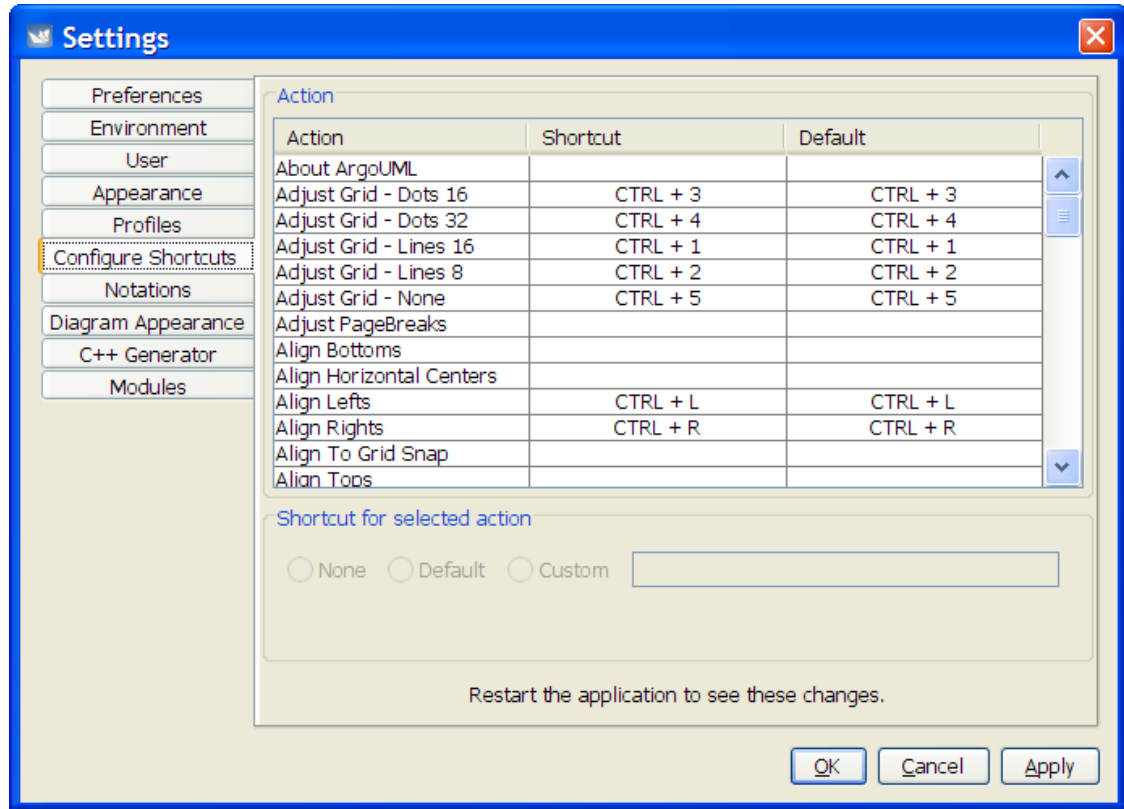 Settings
Preferences
Environment
User
Appearance
Profiles
Configure Shortcuts
Notations
Diagram Appearance
C++ Generator
Modules
Action
Action Shortcut Default
About ArgoUML
Adjust Grid - Dots 16 CTRL + 3 CTRL + 3
Adjust Grid - Dots 32 CTRL + 4 CTRL + 4
Adjust Grid - Lines 16 CTRL + 1 CTRL + 1
Adjust Grid - Lines 8 CTRL + 2 CTRL + 2
Adjust Grid - None CTRL + 5 CTRL + 5
Adjust PageBreaks
Align Bottoms
Align Horizontal Centers
Align Lefts CTRL + L CTRL + L
Align Rights CTRL + R CTRL + R
Align To Grid Snap
Align Tops
Shortcut for selected action
None Default Custom
Restart the application to see these changes.
OK Cancel Apply